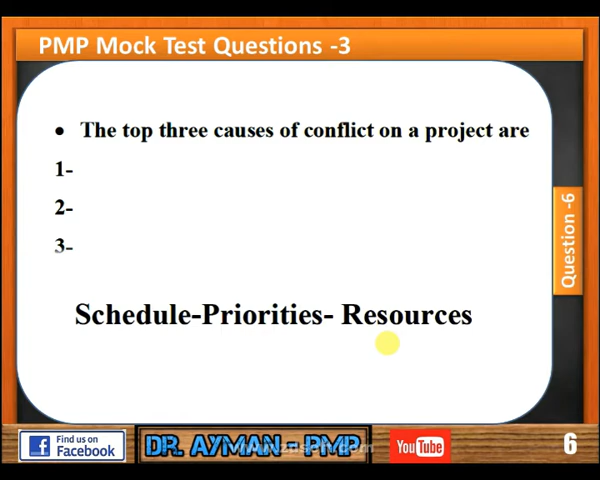 PMP Mock Test Questions -3
• The top three causes of conflict on a project are
1-
2-
3-
Schedule-Priorities- Resources
Question -6
f Find us on
Facebook
DR. AYMAN - PMP
YouTube
6